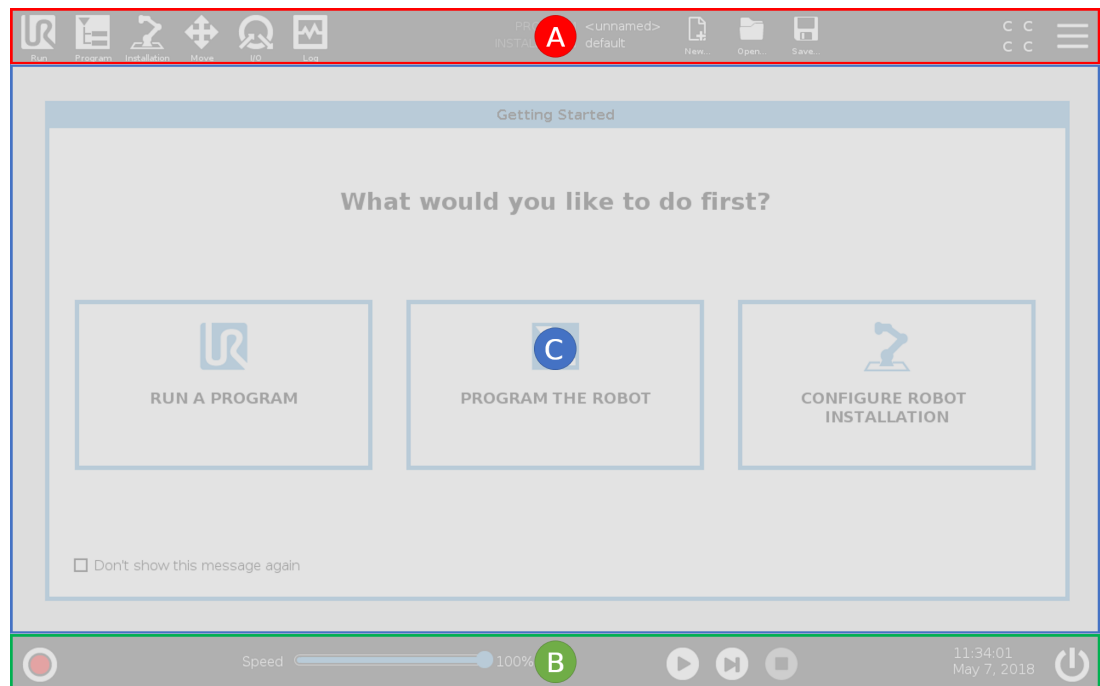 <unnamed>
default
A
C C
C C
Run
Program
Installation
Move
I/O
Log
New...
Open...
Save...
Getting Started
What would you like to do first?
C
RUN A PROGRAM
PROGRAM THE ROBOT
CONFIGURE ROBOT
INSTALLATION
Don't show this message again
Speed
100%
B
11:34:01
May 7, 2018